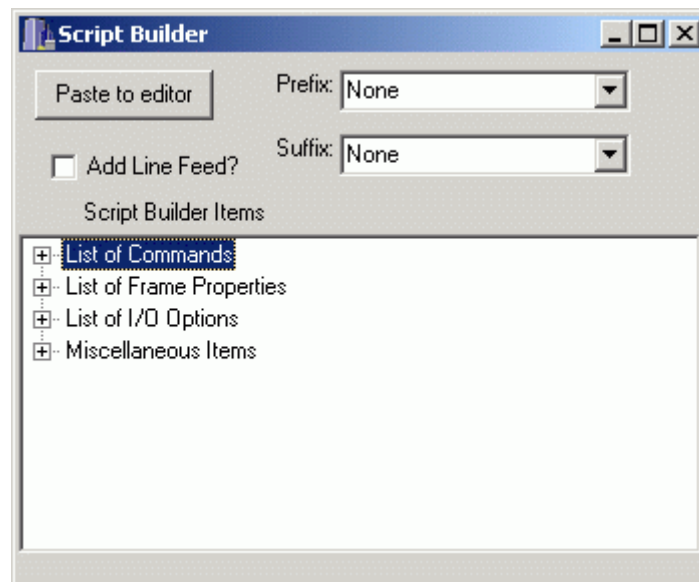 Script Builder
Paste to editor
Prefix: None
Add Line Feed?
Suffix: None
Script Builder Items
List of Commands
List of Frame Properties
List of I/O Options
Miscellaneous Items